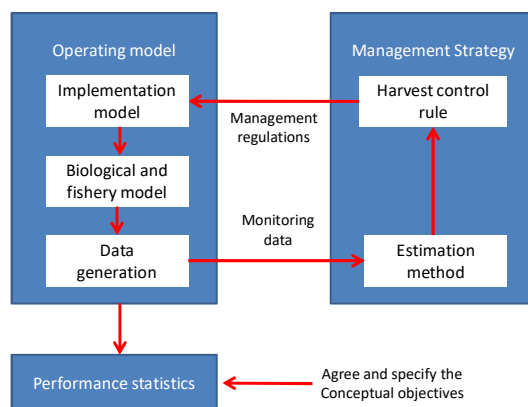 Operating model
Implementation
model
Biological and
fishery model
Data
generation
Management
regulations
Monitoring
data
Management Strategy
Harvest control
rule
Estimation
method
Performance statistics
Agree and specify the
Conceptual objectives